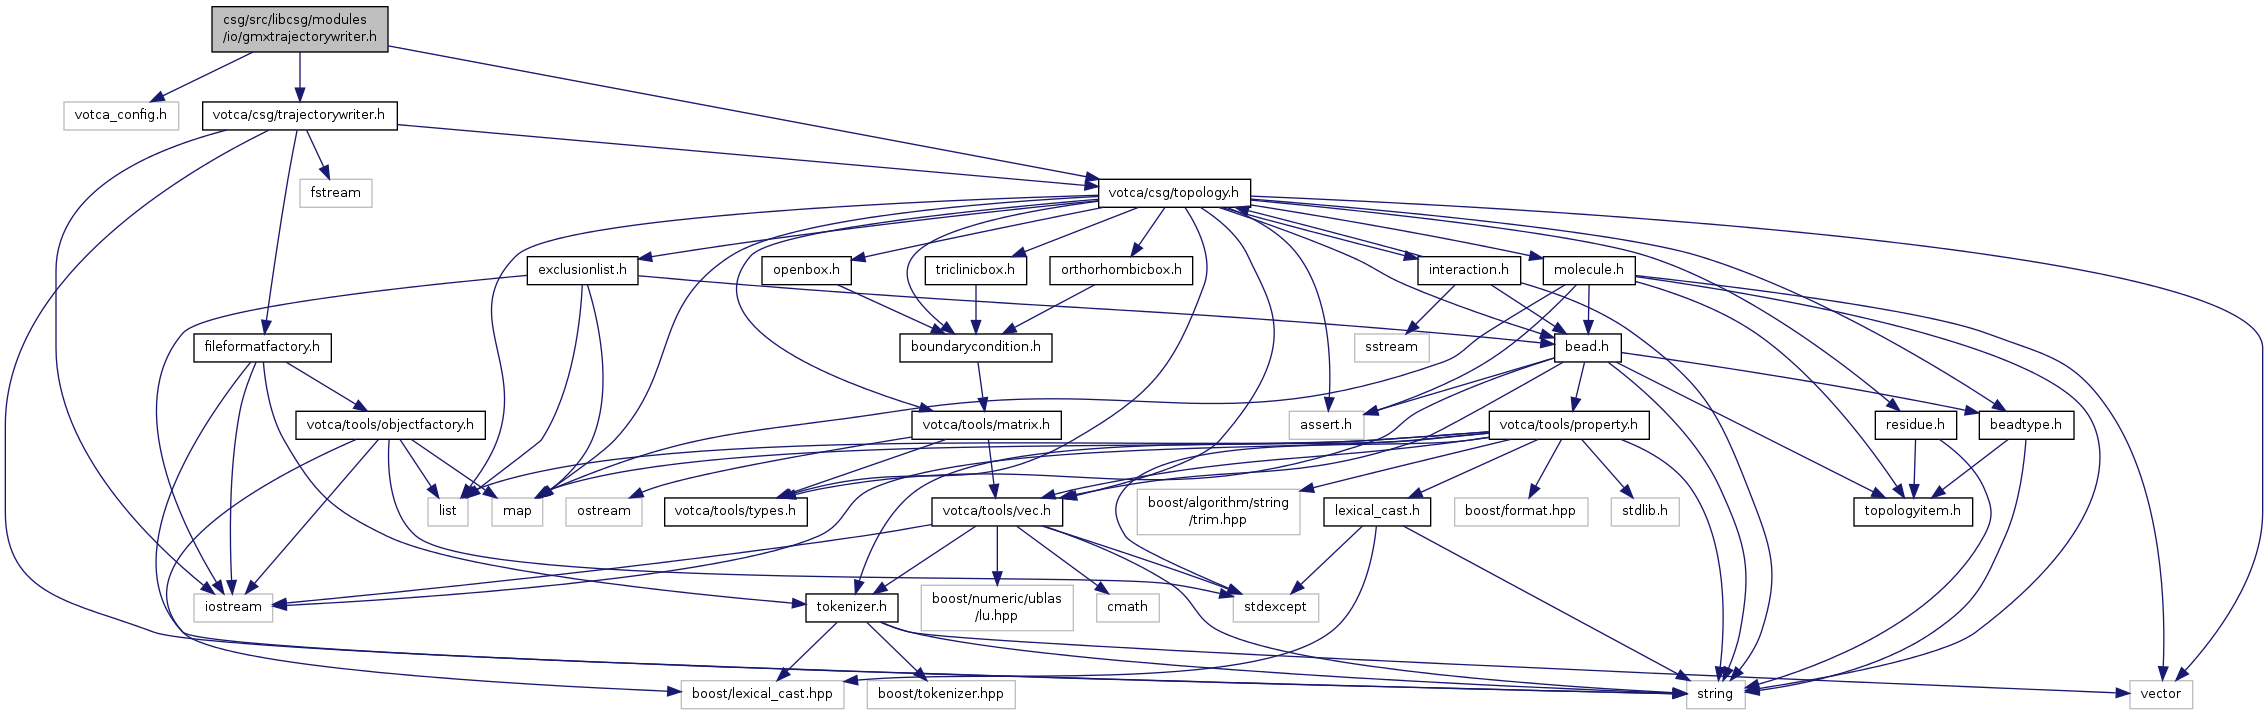 csg/src/libcsg/modules
/io/gmxtrajectorywriter.h
votca_config.h
votca/csg/trajectorywriter.h
fstream
votca/csg/topology.h
exclusionlist.h
openbox.h
triclinicbox.h
orthorhombicbox.h
interaction.h
molecule.h
fileformatfactory.h
boundarycondition.h
sstream
bead.h
votca/tools/objectfactory.h
votca/tools/matrix.h
assert.h
votca/tools/property.h
residue.h
beadtype.h
list
map
ostream
votca/tools/types.h
votca/tools/vec.h
boost/algorithm/string
/trim.hpp
lexical_cast.h
boost/format.hpp
stdlib.h
topologyitem.h
iostream
tokenizer.h
boost/numeric/ublas
/lu.hpp
cmath
stdexcept
boost/lexical_cast.hpp
boost/tokenizer.hpp
string
vector